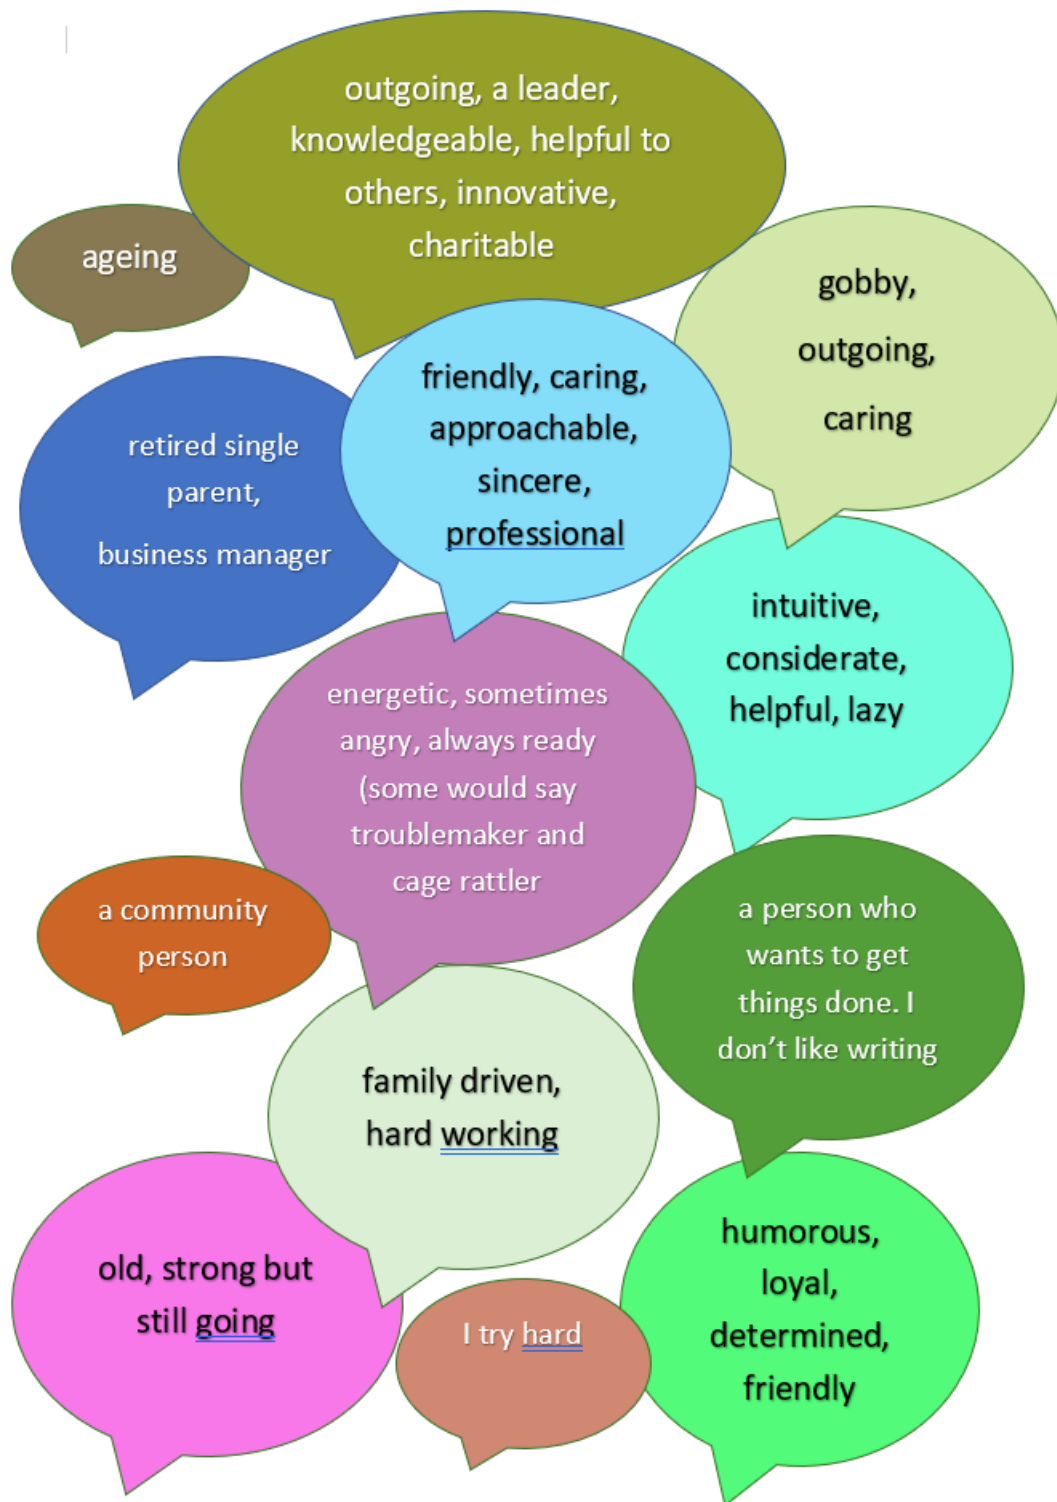 outgoing, a leader,
knowledgeable, helpful to
others, innovative,
charitable
ageing
gobby,
outgoing,
caring
friendly, caring,
approachable,
sincere,
professional
retired single
parent,
business manager
intuitive,
considerate,
helpful, lazy
energetic, sometimes
angry, always ready
(some would say
troublemaker and
cage rattler
a community
person
a person who
wants to get
things done. I
don’t like writing
family driven,
hard working
old, strong but
still going
humorous,
loyal,
determined,
friendly
I try hard